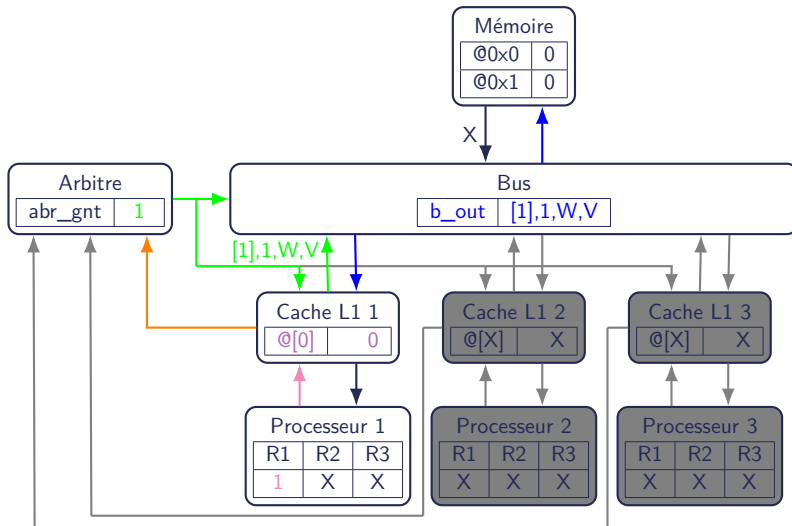 Mémoire
@0x0 0
@0x1 0
X
Arbitre
abr_gnt 1
Bus
b_out [1],1,W,V
[1],1,W,V
Cache L1 1
@[0] 0
Cache L1 2
@[X] X
Cache L1 3
@[X] X
Processeur 1
R1 R2 R3
1 X X
Processeur 2
R1 R2 R3
X X X
Processeur 3
R1 R2 R3
X X X